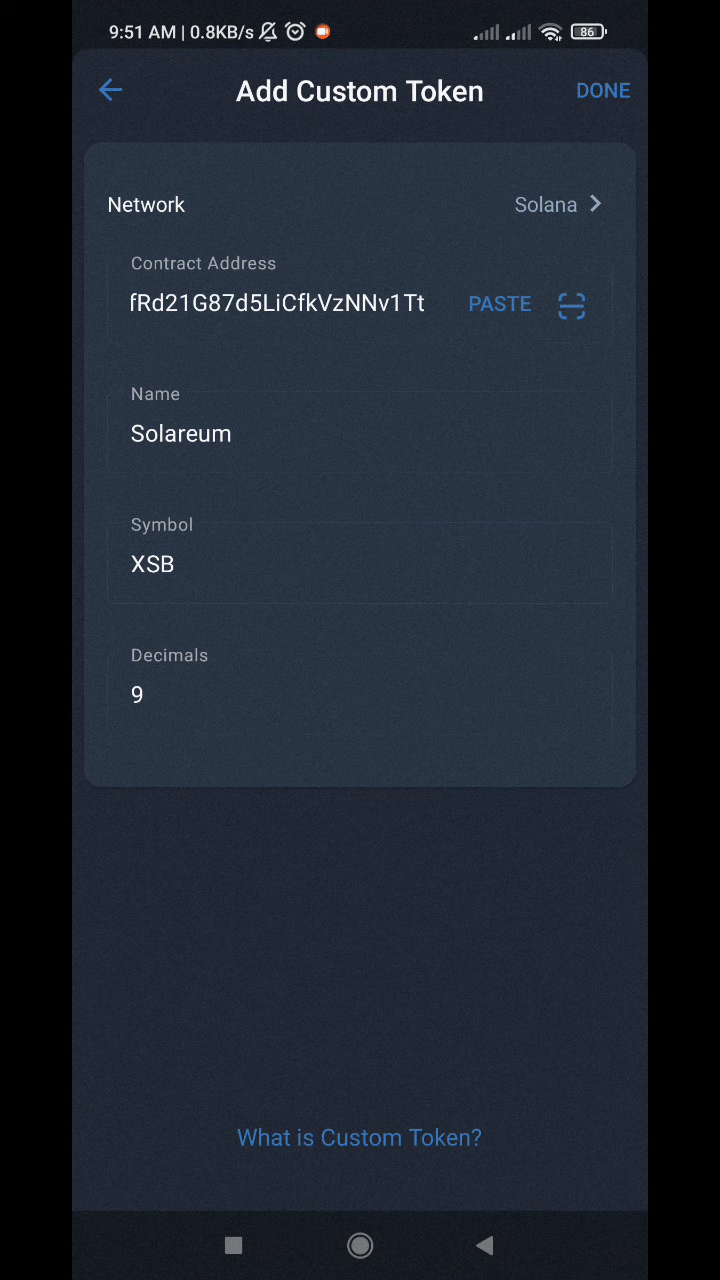 9:51 AM | 0.8KB/s 86
Add Custom Token DONE
Network Solana
Contract Address
fRd21G87d5LiCfkVzNNv1Tt PASTE
Name
Solareum
Symbol
XSB
Decimals
9
What is Custom Token?